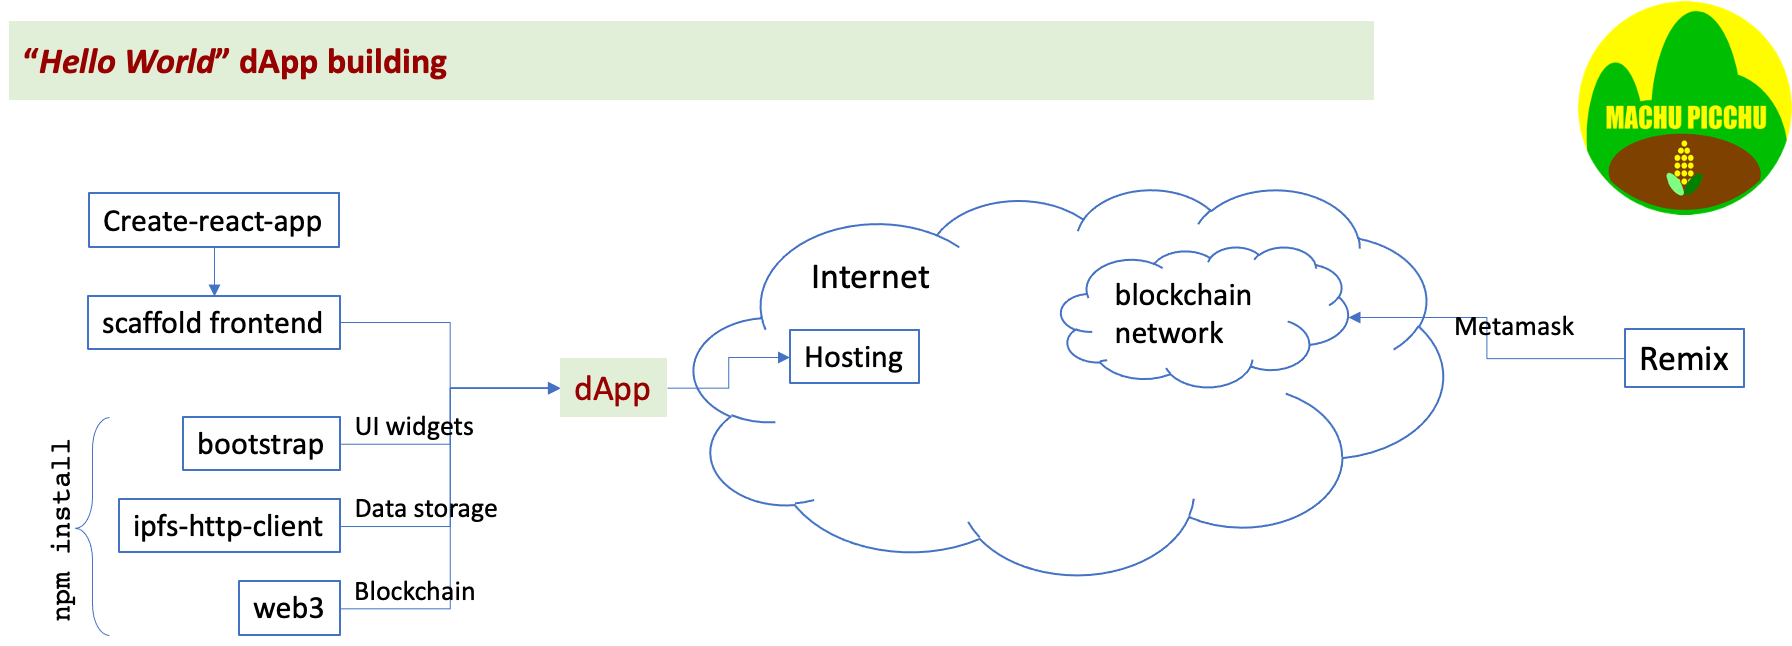 “Hello World” dApp building
MACHU PICCHU
Create-react-app
scaffold frontend
npm install
bootstrap
UI widgets
ipfs-http-client
Data storage
web3
Blockchain
dApp
Internet
Hosting
blockchain
network
Metamask
Remix